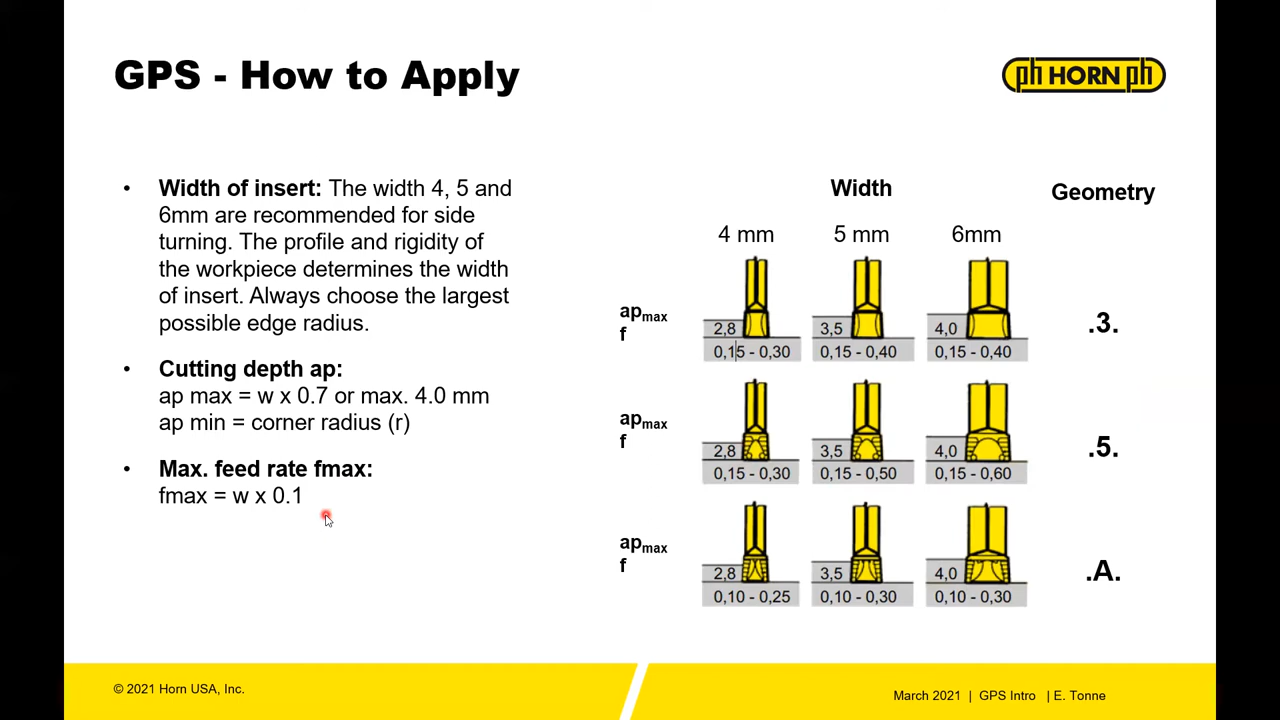 GPS - How to Apply
ph HORN ph
• Width of insert: The width 4, 5 and
6mm are recommended for side
turning. The profile and rigidity of
the workpiece determines the width
of insert. Always choose the largest
possible edge radius.
• Cutting depth ap:
ap max = w x 0.7 or max. 4.0 mm
ap min = corner radius (r)
• Max. feed rate fmax:
fmax = w x 0.1
Width
Geometry
4 mm 5 mm 6mm
apmax 2,8 3,5 4,0 .3.
f 0,15 - 0,30 0,15 - 0,40 0,15 - 0,40
apmax 2,8 3,5 4,0 .5.
f 0,15 - 0,30 0,15 - 0,50 0,15 - 0,60
apmax 2,8 3,5 4,0 .A.
f 0,10 - 0,25 0,10 - 0,30 0,10 - 0,30
© 2021 Horn USA, Inc.
March 2021 | GPS Intro | E. Tonne